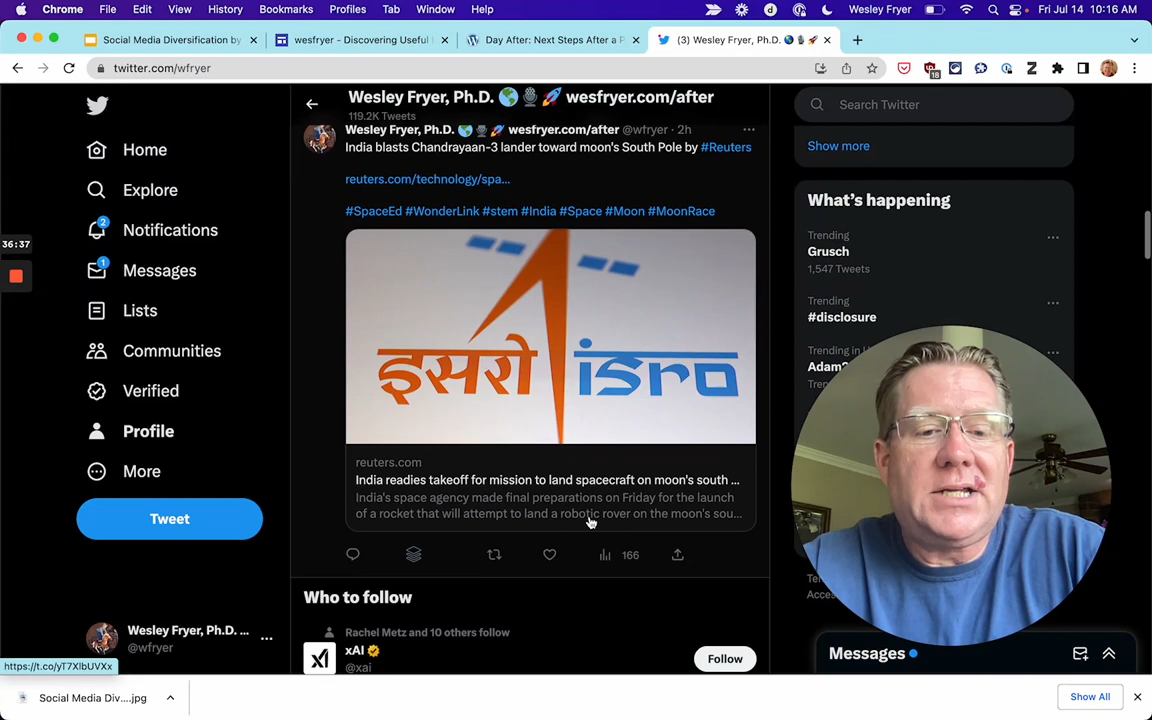 Chrome File Edit View History Bookmarks Profiles Tab Window Help Wesley Fryer Fri Jul 14 10:16 AM
Social Media Diversification by
wesfryer - Discovering Useful
Day After: Next Steps After a P
(3) Wesley Fryer, Ph.D.
twitter.com/wfryer
18
Wesley Fryer, Ph.D. 🌎🎙️🚀 wesfryer.com/after
119.2K Tweets
Home
Explore
2
Notifications
1
Messages
Lists
Communities
Verified
Profile
More
Tweet
Wesley Fryer, Ph.D. ...
@wfryer
36:37
Wesley Fryer, Ph.D. 🌎🎙️🚀 wesfryer.com/after @wfryer · 2h
India blasts Chandrayaan-3 lander toward moon's South Pole by #Reuters
reuters.com/technology/spa...
#SpaceEd #WonderLink #stem #India #Space #Moon #MoonRace
इसरो isro
reuters.com
India readies takeoff for mission to land spacecraft on moon's south ...
India's space agency made final preparations on Friday for the launch
of a rocket that will attempt to land a robotic rover on the moon's sou...
166
Who to follow
Rachel Metz and 10 others follow
xAI
@xai
Follow
Search Twitter
Show more
What's happening
Trending
Grusch
1,547 Tweets
Trending
#disclosure
Trending in
Messages
https://t.co/yT7XlbUVXx
Social Media Div....jpg
Show All